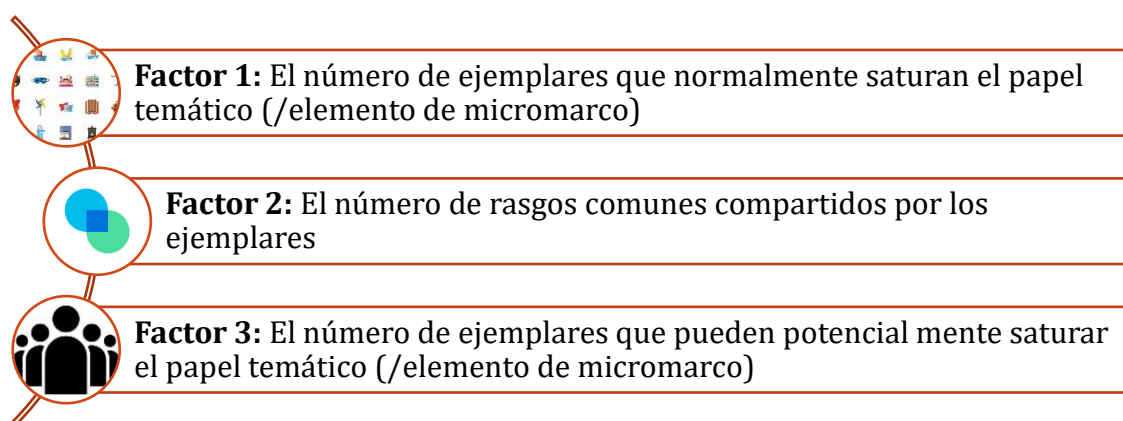 Factor 1: El número de ejemplares que normalmente saturan el papel
temático (/elemento de micromarco)
Factor 2: El número de rasgos comunes compartidos por los
ejemplares
Factor 3: El número de ejemplares que pueden potencial mente saturar
el papel temático (/elemento de micromarco)